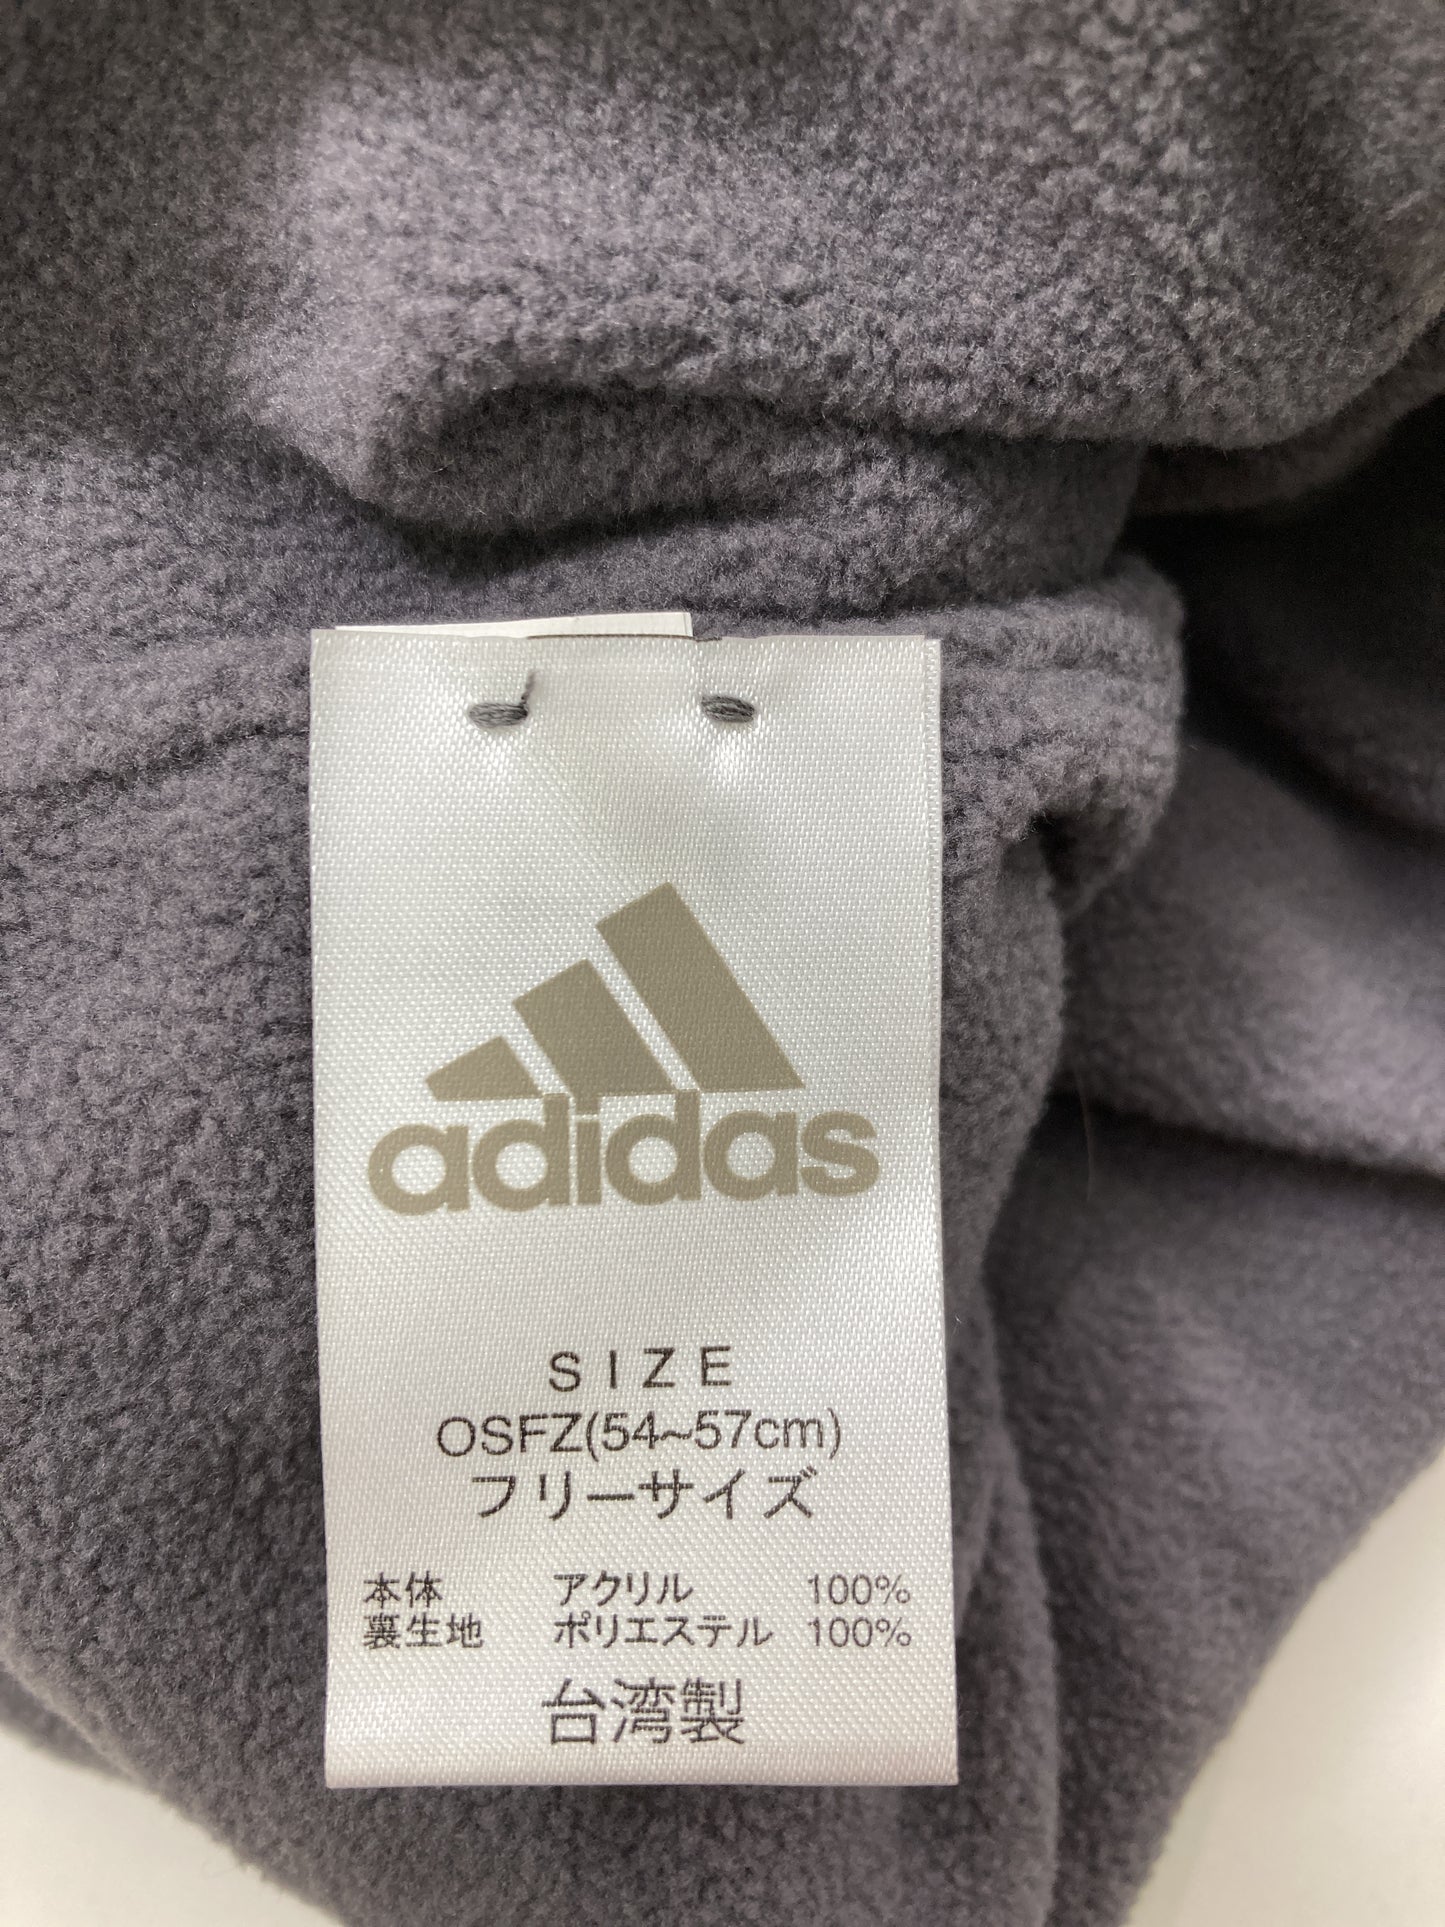 adidas
SIZE
OSFZ(54~57cm)
フリーサイズ
本体 アクリル 100%
裏生地 ポリエステル 100%
台湾製